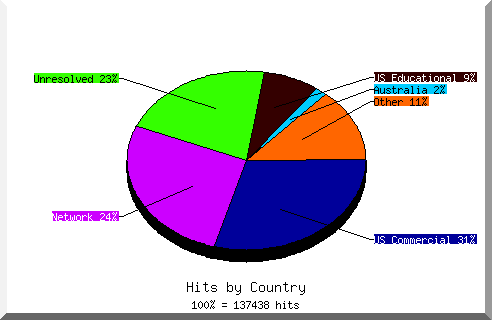 Unresolved 23%
US Educational 9%
Australia 2%
Other 11%
Network 24%
US Commercial 31%
Hits by Country
100% = 137438 hits